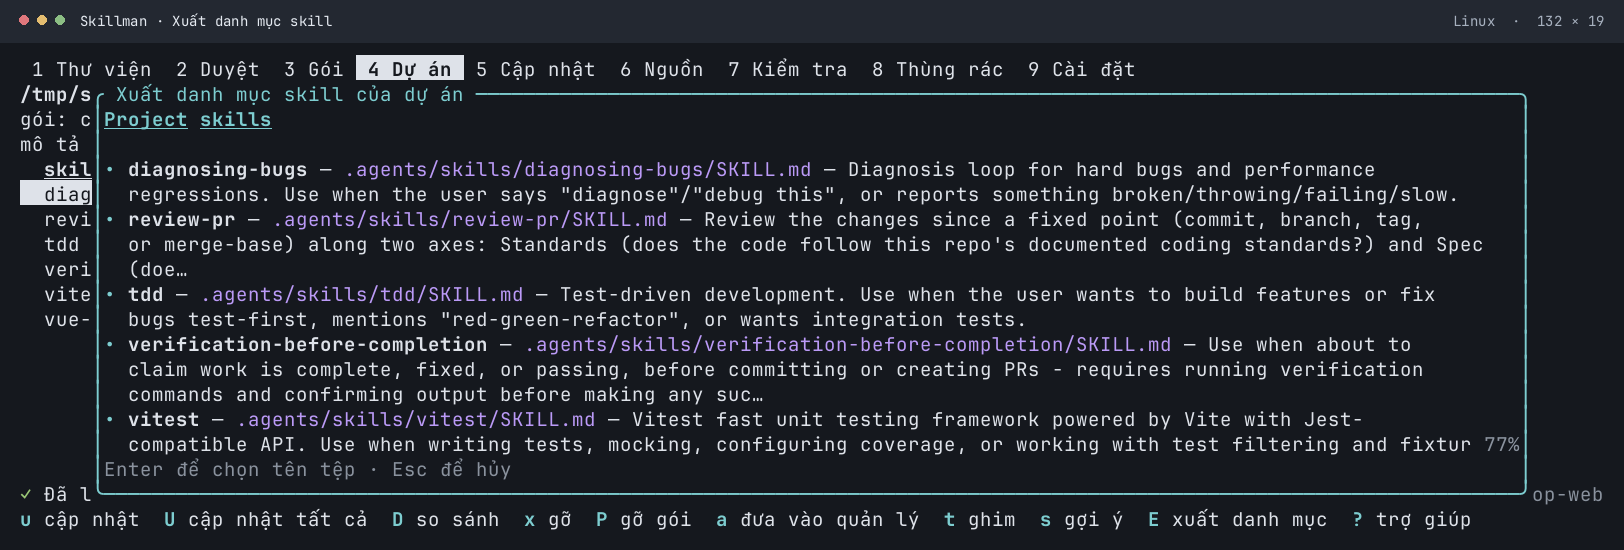 Skillman · Xuất danh mục skill
Linux · 132 × 19
1 Thư viện 2 Duyệt 3 Gói 4 Dự án 5 Cập nhật 6 Nguồn 7 Kiểm tra 8 Thùng rác 9 Cài đặt
/tmp/s Xuất danh mục skill của dự án
gói: c Project skills
mô tả
skil • diagnosing-bugs — .agents/skills/diagnosing-bugs/SKILL.md — Diagnosis loop for hard bugs and performance
diag regressions. Use when the user says "diagnose"/"debug this", or reports something broken/throwing/failing/slow.
revi • review-pr — .agents/skills/review-pr/SKILL.md — Review the changes since a fixed point (commit, branch, tag,
tdd or merge-base) along two axes: Standards (does the code follow this repo's documented coding standards?) and Spec
veri (doe…
vite • tdd — .agents/skills/tdd/SKILL.md — Test-driven development. Use when the user wants to build features or fix
vue- bugs test-first, mentions "red-green-refactor", or wants integration tests.
• verification-before-completion — .agents/skills/verification-before-completion/SKILL.md — Use when about to
claim work is complete, fixed, or passing, before committing or creating PRs - requires running verification
commands and confirming output before making any suc…
• vitest — .agents/skills/vitest/SKILL.md — Vitest fast unit testing framework powered by Vite with Jest-
compatible API. Use when writing tests, mocking, configuring coverage, or working with test filtering and fixtur 77%
Enter để chọn tên tệp · Esc để hủy
✓ Đã l op-web
u cập nhật U cập nhật tất cả D so sánh x gỡ P gỡ gói a đưa vào quản lý t ghim s gợi ý E xuất danh mục ? trợ giúp